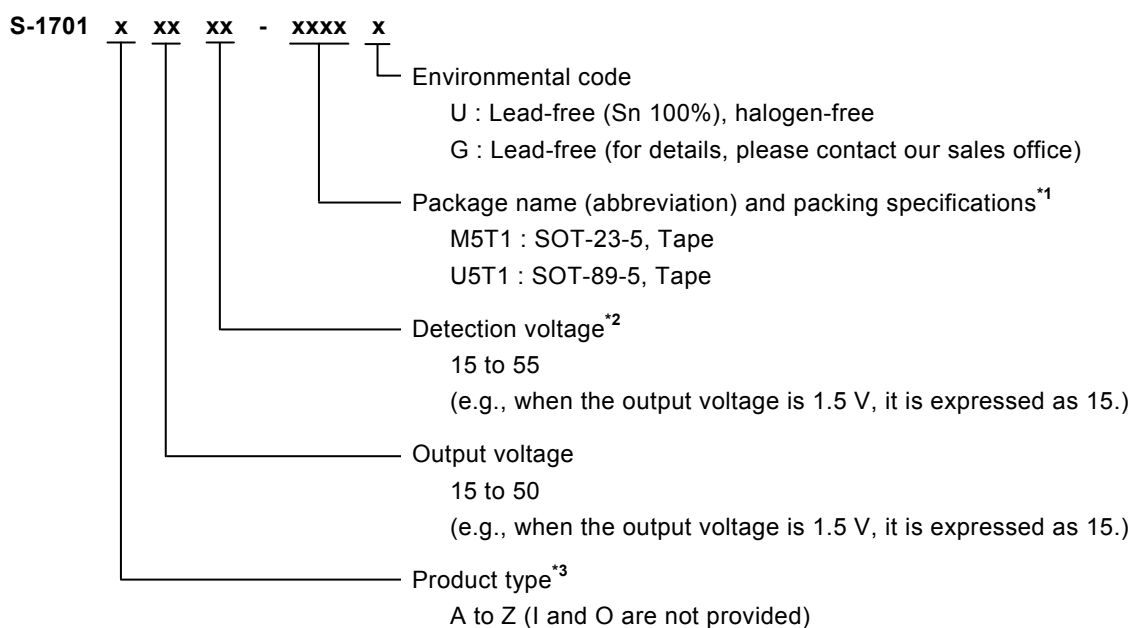 S-1701 x xx xx - xxxx x
Environmental code
U : Lead-free (Sn 100%), halogen-free
G : Lead-free (for details, please contact our sales office)
Package name (abbreviation) and packing specifications*1
M5T1 : SOT-23-5, Tape
U5T1 : SOT-89-5, Tape
Detection voltage*2
15 to 55
(e.g., when the output voltage is 1.5 V, it is expressed as 15.)
Output voltage
15 to 50
(e.g., when the output voltage is 1.5 V, it is expressed as 15.)
Product type*3
A to Z (I and O are not provided)